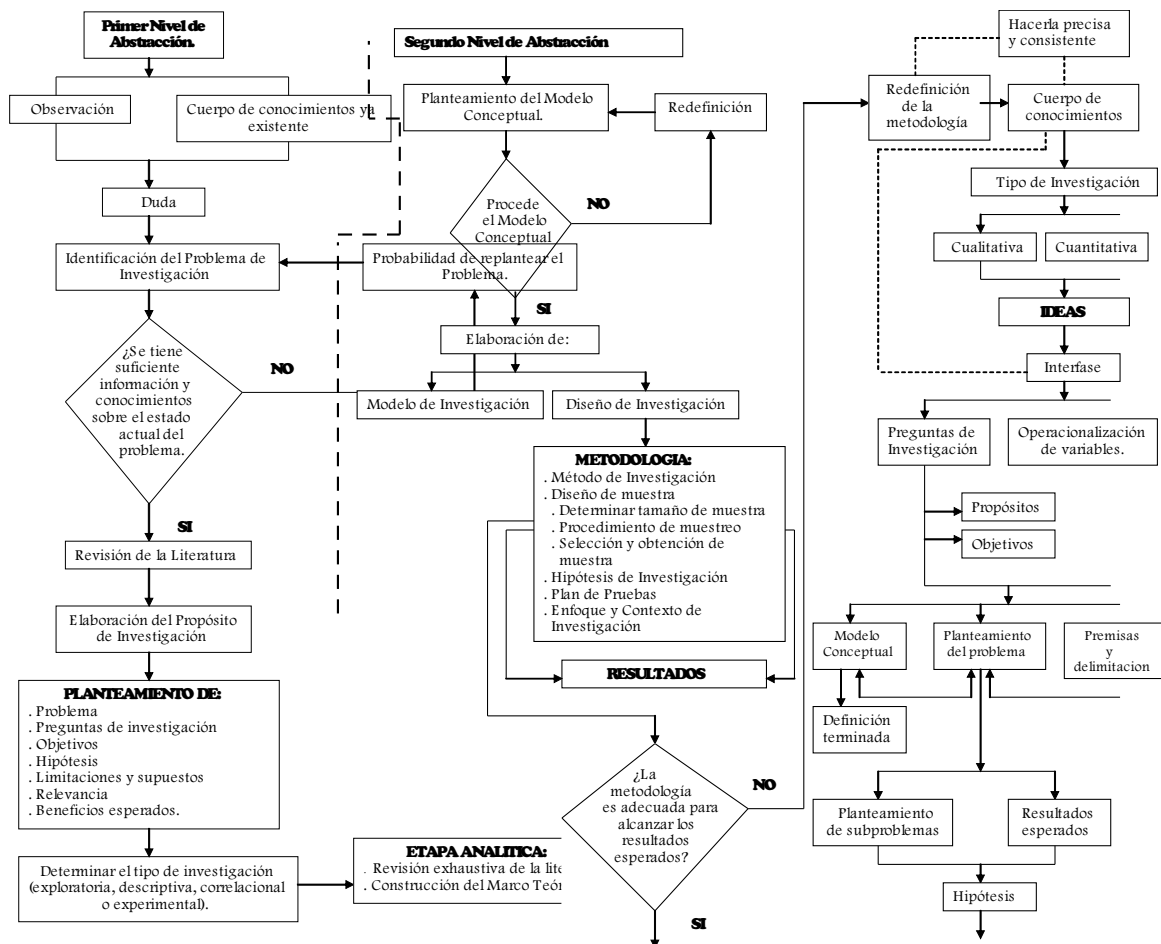 Primer Nivel de
Abstracción.
Observación
Cuerpo de conocimientos ya
existente
Duda
Identificación del Problema de
Investigación
¿Se tiene
suficiente
información y
conocimientos
sobre el estado
actual del
problema.
NO
SI
Revisión de la Literatura
Elaboración del Propósito
de Investigación
PLANTEAMIENTO DE:
. Problema
. Preguntas de investigación
. Objetivos
. Hipótesis
. Limitaciones y supuestos
. Relevancia
. Beneficios esperados.
Determinar el tipo de investigación
(exploratoria, descriptiva, correlacional
o experimental).
ETAPA ANALITICA:
. Revisión exhaustiva de la lite
. Construcción del Marco Teór
Segundo Nivel de Abstracción
Planteamiento del Modelo
Conceptual.
Redefinición
Procede
el Modelo
Conceptual
NO
Probabilidad de replantear el
Problema.
SI
Elaboración de:
Modelo de Investigación
Diseño de Investigación
METODOLOGIA:
. Método de Investigación
. Diseño de muestra
. Determinar tamaño de muestra
. Procedimiento de muestreo
. Selección y obtención de
muestra
. Hipótesis de Investigación
. Plan de Pruebas
. Enfoque y Contexto de
Investigación
RESULTADOS
¿La
metodología
es adecuada para
alcanzar los
resultados
esperados?
NO
SI
Hacerla precisa
y consistente
Redefinición
de la
metodología
Cuerpo de
conocimientos
Tipo de Investigación
Cualitativa
Cuantitativa
IDEAS
Interfase
Preguntas de
Investigación
Operacionalización
de variables.
Propósitos
Objetivos
Modelo
Conceptual
Planteamiento
del problema
Premisas
y
delimitacion
Definición
terminada
Planteamiento
de subproblemas
Resultados
esperados
Hipótesis